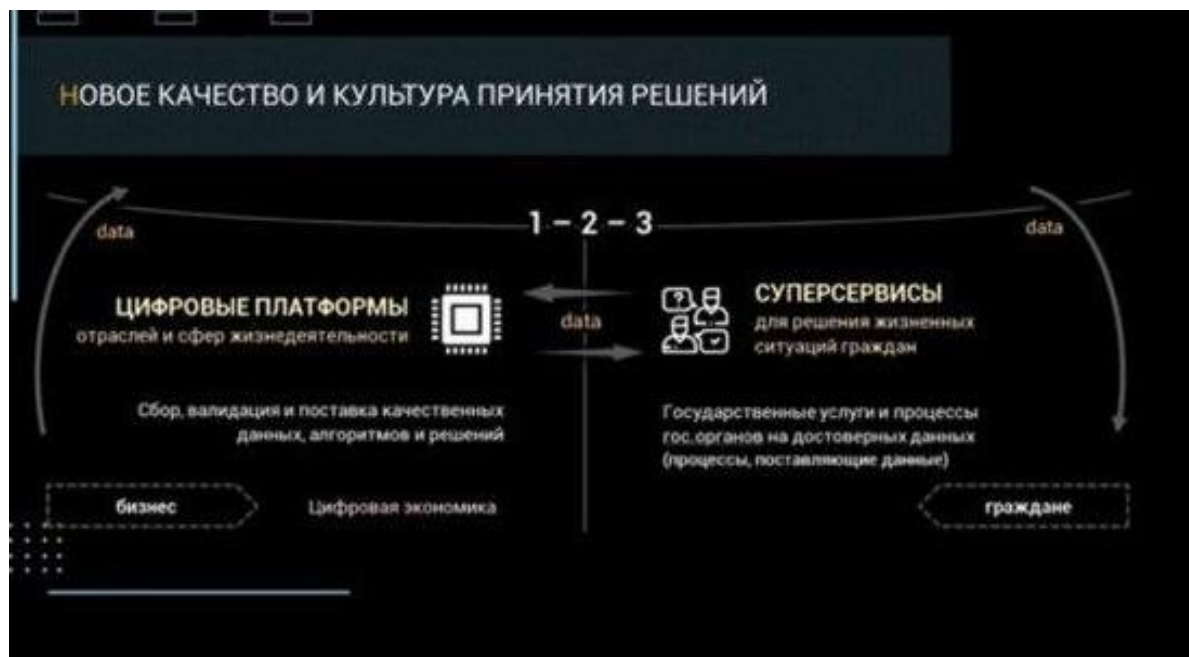 НОВОЕ КАЧЕСТВО И КУЛЬТУРА ПРИНЯТИЯ РЕШЕНИЙ
1 – 2 – 3
data
data
ЦИФРОВЫЕ ПЛАТФОРМЫ
отраслей и сфер жизнедеятельности
data
СУПЕРСЕРВИСЫ
для решения жизненных
ситуаций граждан
Сбор, валидация и поставка качественных
данных, алгоритмов и решений
Государственные услуги и процессы
гос.органов на достоверных данных
(процессы, поставляющие данные)
бизнес
Цифровая экономика
граждане